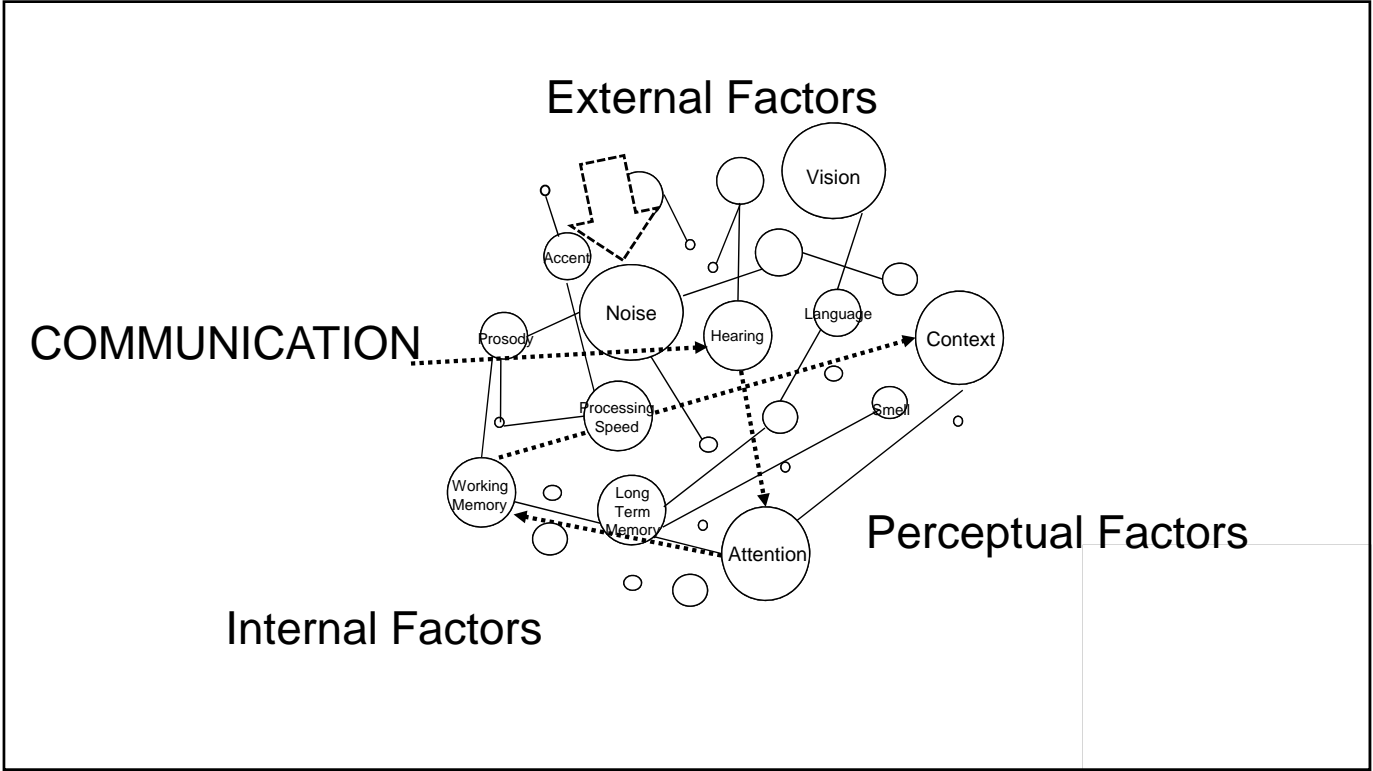 External Factors
Vision
Accent
Noise
Language
Prosody
Hearing
Context
COMMUNICATION
Processing
Speed
Smell
Working
Memory
Long
Term
Memory
Attention
Perceptual Factors
Internal Factors